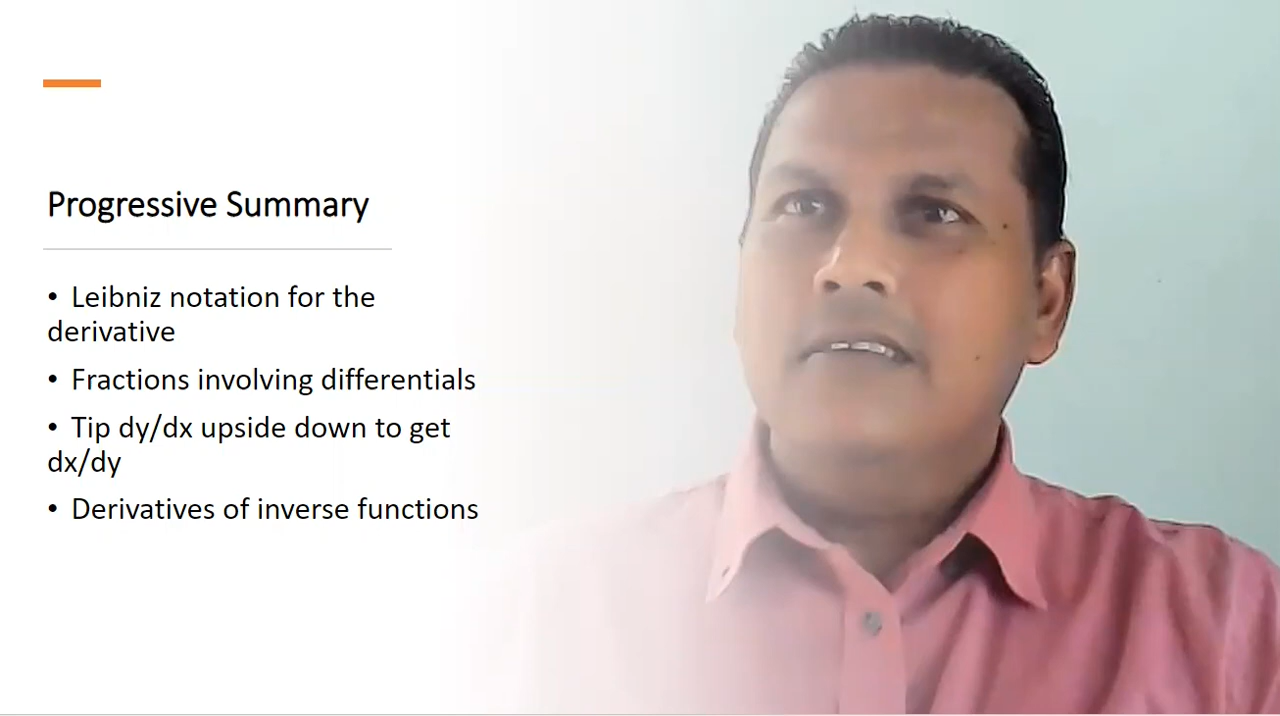 Progressive Summary
• Leibniz notation for the
derivative
• Fractions involving differentials
• Tip dy/dx upside down to get
dx/dy
• Derivatives of inverse functions